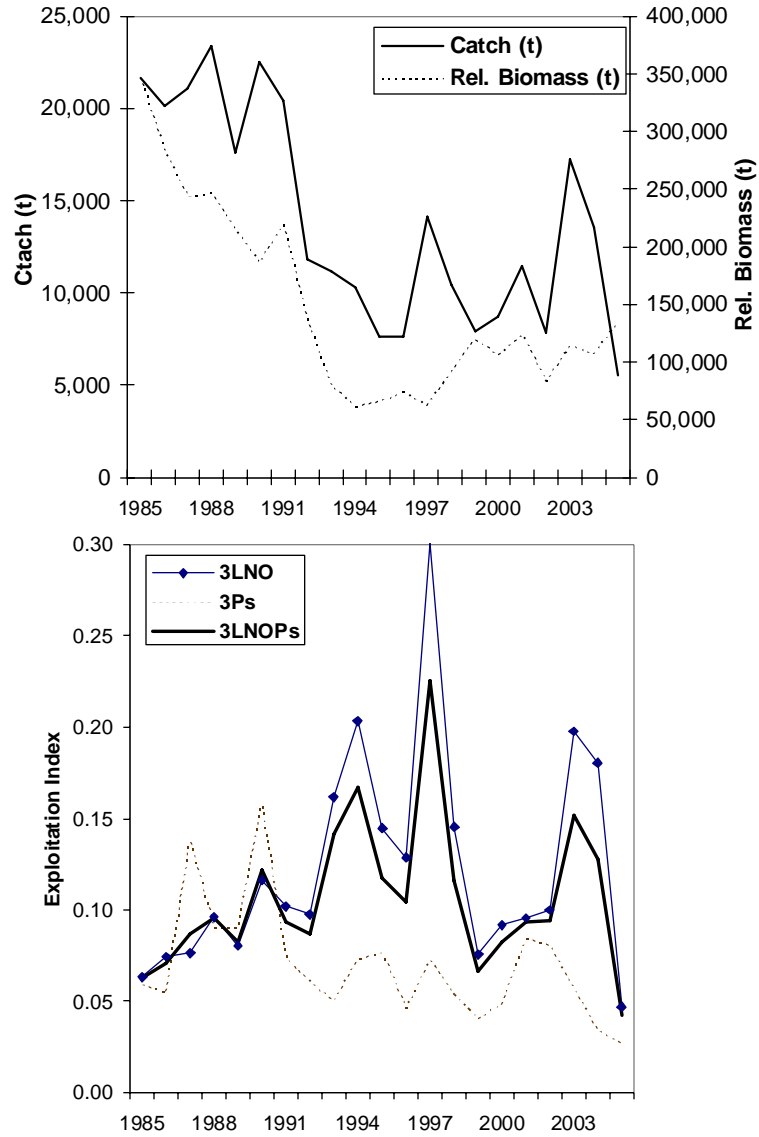 25,000
20,000
15,000
10,000
5,000
0
Ctach (t)
Catch (t)
Rel. Biomass (t)
400,000
350,000
300,000
250,000
200,000
150,000
100,000
50,000
0
Rel. Biomass (t)
1985 1988 1991 1994 1997 2000 2003
0.30
0.25
0.20
0.15
0.10
0.05
0.00
Exploitation Index
3LNO
3Ps
3LNOPs
1985 1988 1991 1994 1997 2000 2003